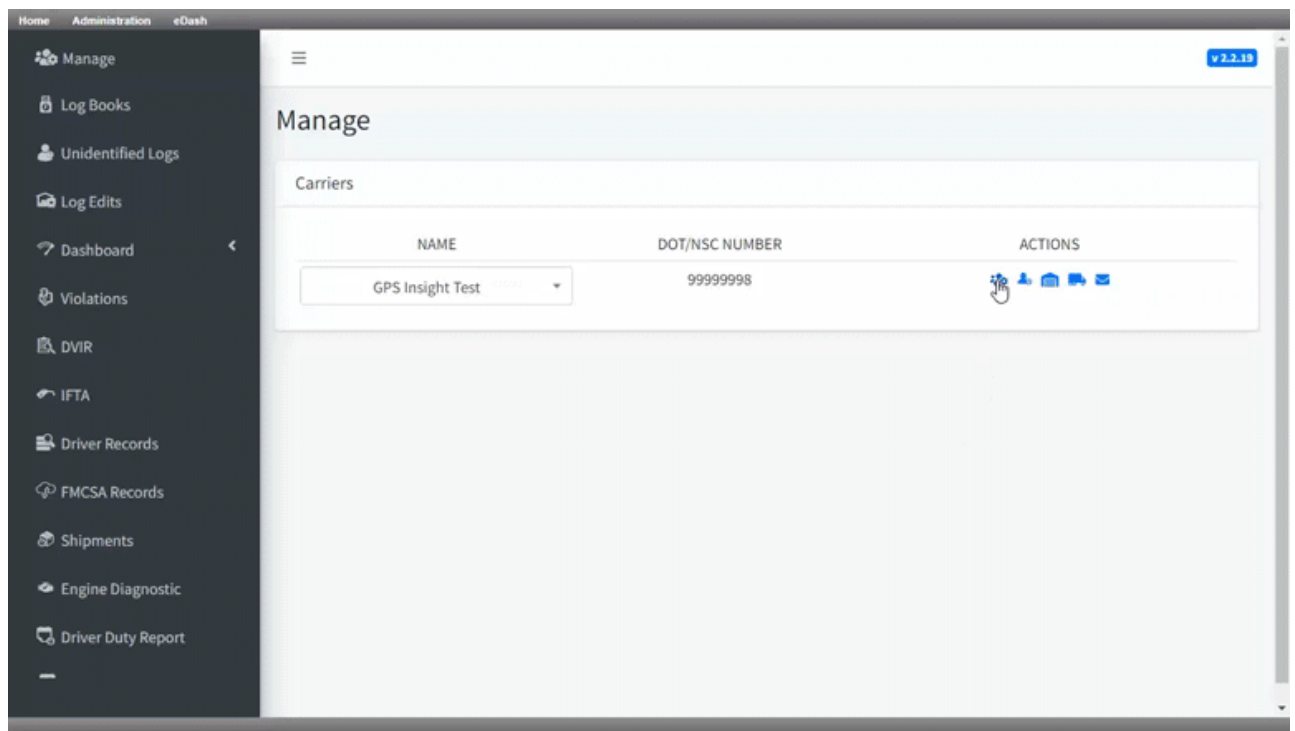 Home Administration eDash
Manage
Log Books
Unidentified Logs
Log Edits
Dashboard
Violations
DVIR
IFTA
Driver Records
FMCSA Records
Shipments
Engine Diagnostic
Driver Duty Report
v 2.2.19
Manage
Carriers
NAME DOT/NSC NUMBER ACTIONS
GPS Insight Test 99999998